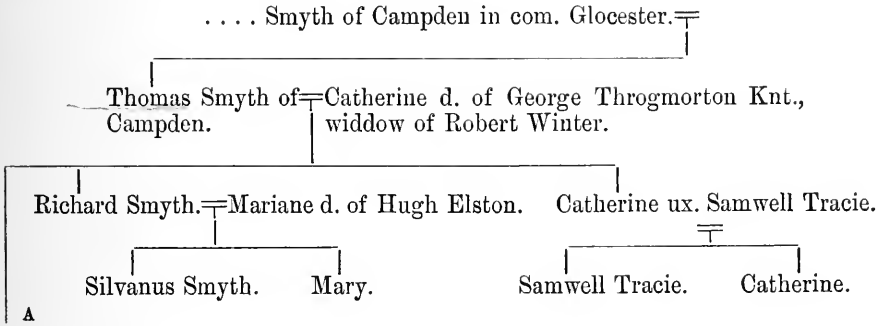 .... Smyth of Campden in com. Glocester.
Thomas Smyth of Catherine d. of George Throgmorton Knt.,
Campden. widdow of Robert Winter.
Richard Smyth. Mariane d. of Hugh Elston. Catherine ux. Samwell Tracie.
Silvanus Smyth. Mary. Samwell Tracie. Catherine.
A